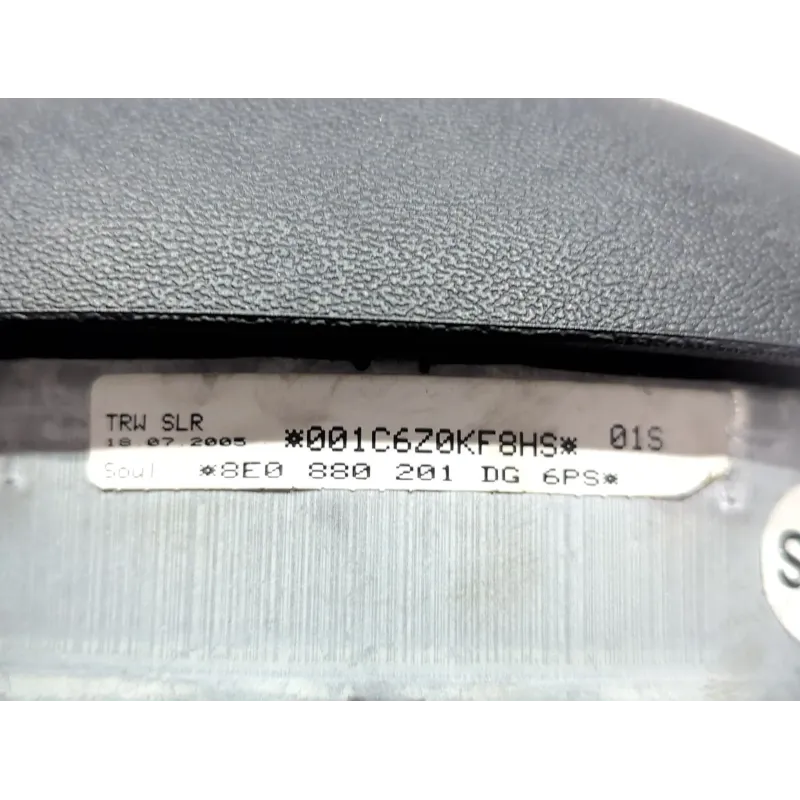 TRW SLR
18.07.2005 *001C6Z0KF8HS* 01S
Soul *8E0 880 201 DG 6PS*
S